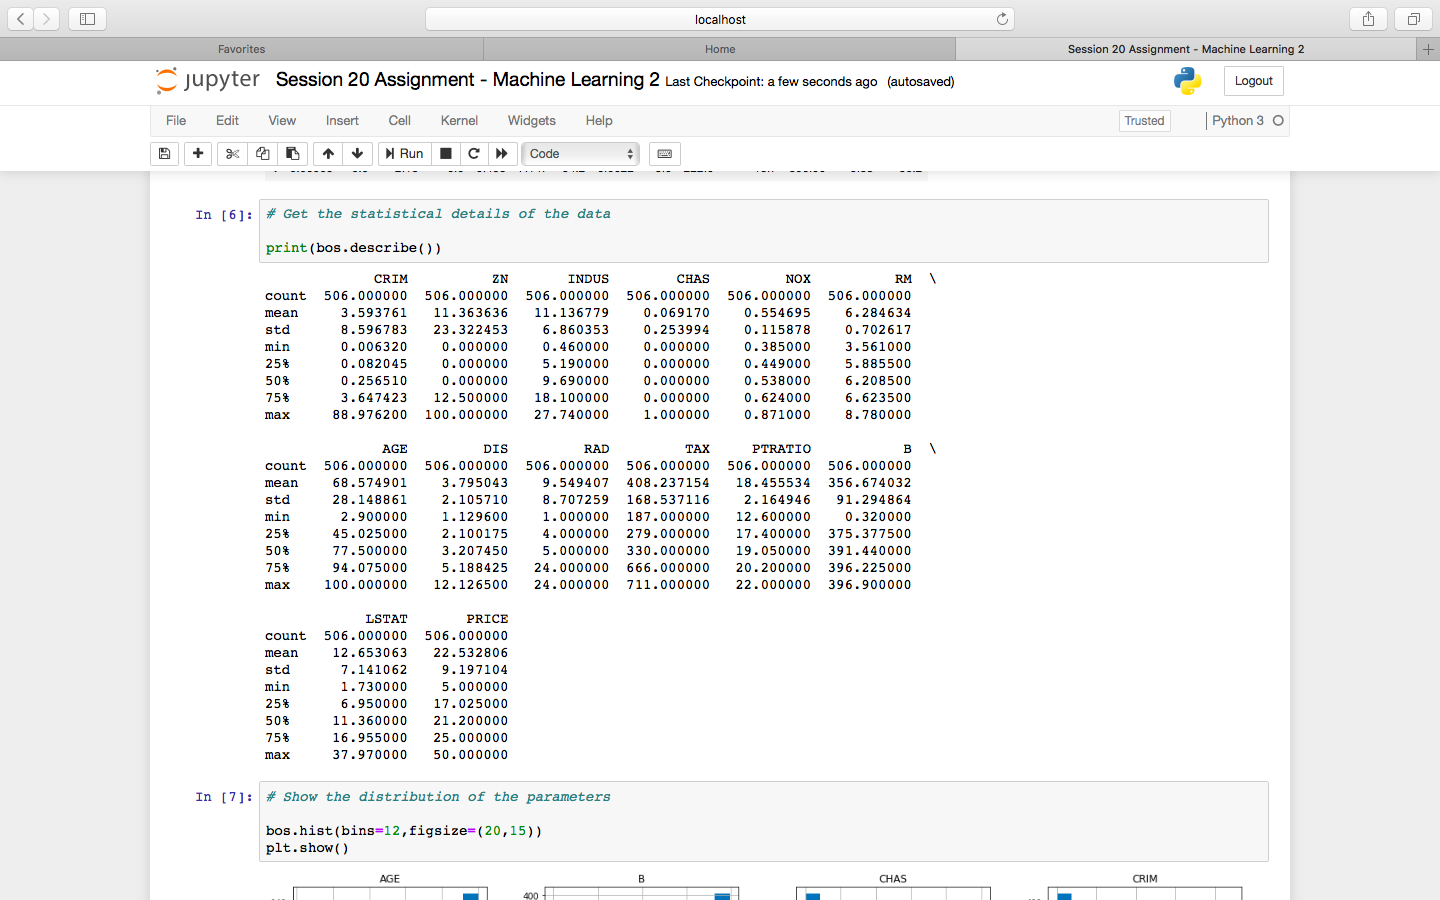 localhost
Favorites
Home
Session 20 Assignment - Machine Learning 2
+
jupyter Session 20 Assignment - Machine Learning 2 Last Checkpoint: a few seconds ago (autosaved)
Logout
File Edit View Insert Cell Kernel Widgets Help
Trusted
Python 3
Run
Code
In [6]:
# Get the statistical details of the data
print(bos.describe())
CRIM ZN INDUS CHAS NOX RM \
count 506.000000 506.000000 506.000000 506.000000 506.000000 506.000000
mean 3.593761 11.363636 11.136779 0.069170 0.554695 6.284634
std 8.596783 23.322453 6.860353 0.253994 0.115878 0.702617
min 0.006320 0.000000 0.460000 0.000000 0.385000 3.561000
25% 0.082045 0.000000 5.190000 0.000000 0.449000 5.885500
50% 0.256510 0.000000 9.690000 0.000000 0.538000 6.208500
75% 3.647423 12.500000 18.100000 0.000000 0.624000 6.623500
max 88.976200 100.000000 27.740000 1.000000 0.871000 8.780000
AGE DIS RAD TAX PTRATIO B \
count 506.000000 506.000000 506.000000 506.000000 506.000000 506.000000
mean 68.574901 3.795043 9.549407 408.237154 18.455534 356.674032
std 28.148861 2.105710 8.707259 168.537116 2.164946 91.294864
min 2.900000 1.129600 1.000000 187.000000 12.600000 0.320000
25% 45.025000 2.100175 4.000000 279.000000 17.400000 375.377500
50% 77.500000 3.207450 5.000000 330.000000 19.050000 391.440000
75% 94.075000 5.188425 24.000000 666.000000 20.200000 396.225000
max 100.000000 12.126500 24.000000 711.000000 22.000000 396.900000
LSTAT PRICE
count 506.000000 506.000000
mean 12.653063 22.532806
std 7.141062 9.197104
min 1.730000 5.000000
25% 6.950000 17.025000
50% 11.360000 21.200000
75% 16.955000 25.000000
max 37.970000 50.000000
In [7]:
# Show the distribution of the parameters
bos.hist(bins=12,figsize=(20,15))
plt.show()
AGE B CHAS CRIM
400